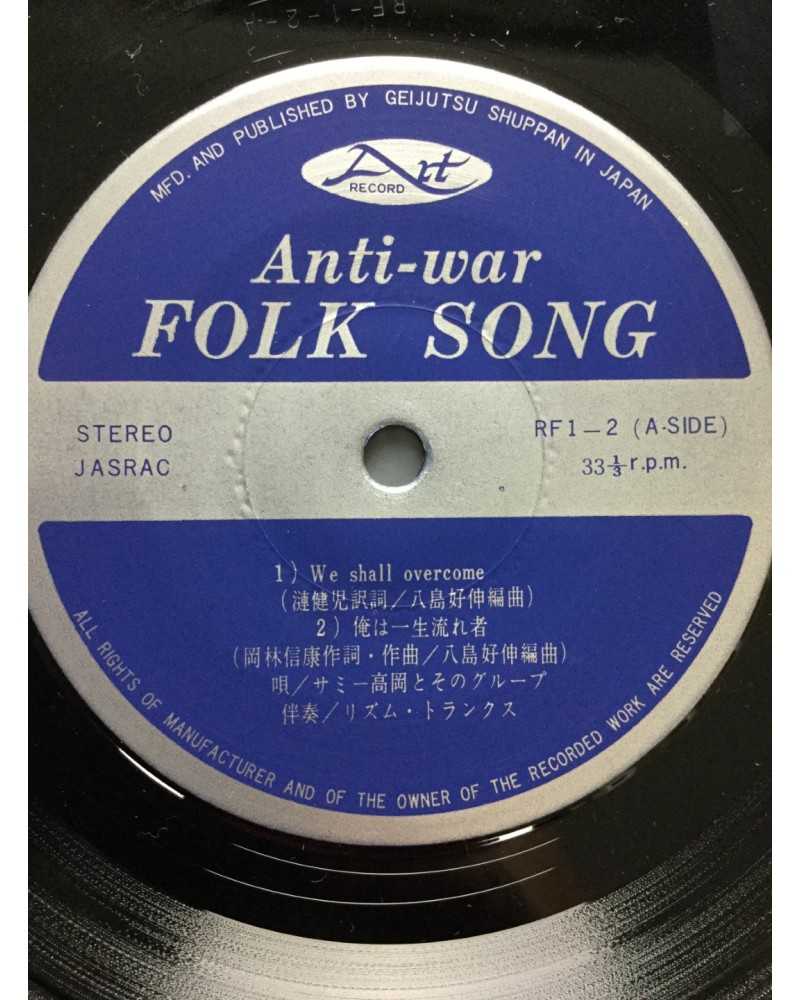 RF-1-2-A
MFD. AND PUBLISHED BY GEIJUTSU SHUPPAN IN JAPAN
Art
RECORD
Anti-war
FOLK SONG
STEREO
JASRAC
RF1－2 (A-SIDE)
33⅓r.p.m.
1) We shall overcome
(漣健児訳詞/八島好伸編曲)
2) 俺は一生流れ者
(岡林信康作詞・作曲/八島好伸編曲)
唄/サミー高岡とそのグループ
伴奏/リズム・トランクス
ALL RIGHTS OF MANUFACTURER AND OF THE OWNER OF THE RECORDED WORK ARE RESERVED